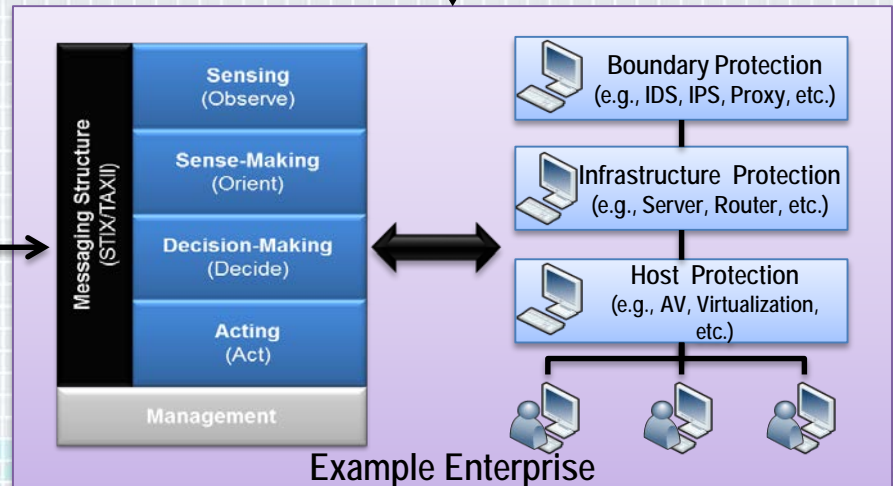 Messaging Structure
(STIX/TAXII)
Sensing
(Observe)
Sense-Making
(Orient)
Decision-Making
(Decide)
Acting
(Act)
Management
Boundary Protection
(e.g., IDS, IPS, Proxy, etc.)
Infrastructure Protection
(e.g., Server, Router, etc.)
Host Protection
(e.g., AV, Virtualization,
etc.)
Example Enterprise